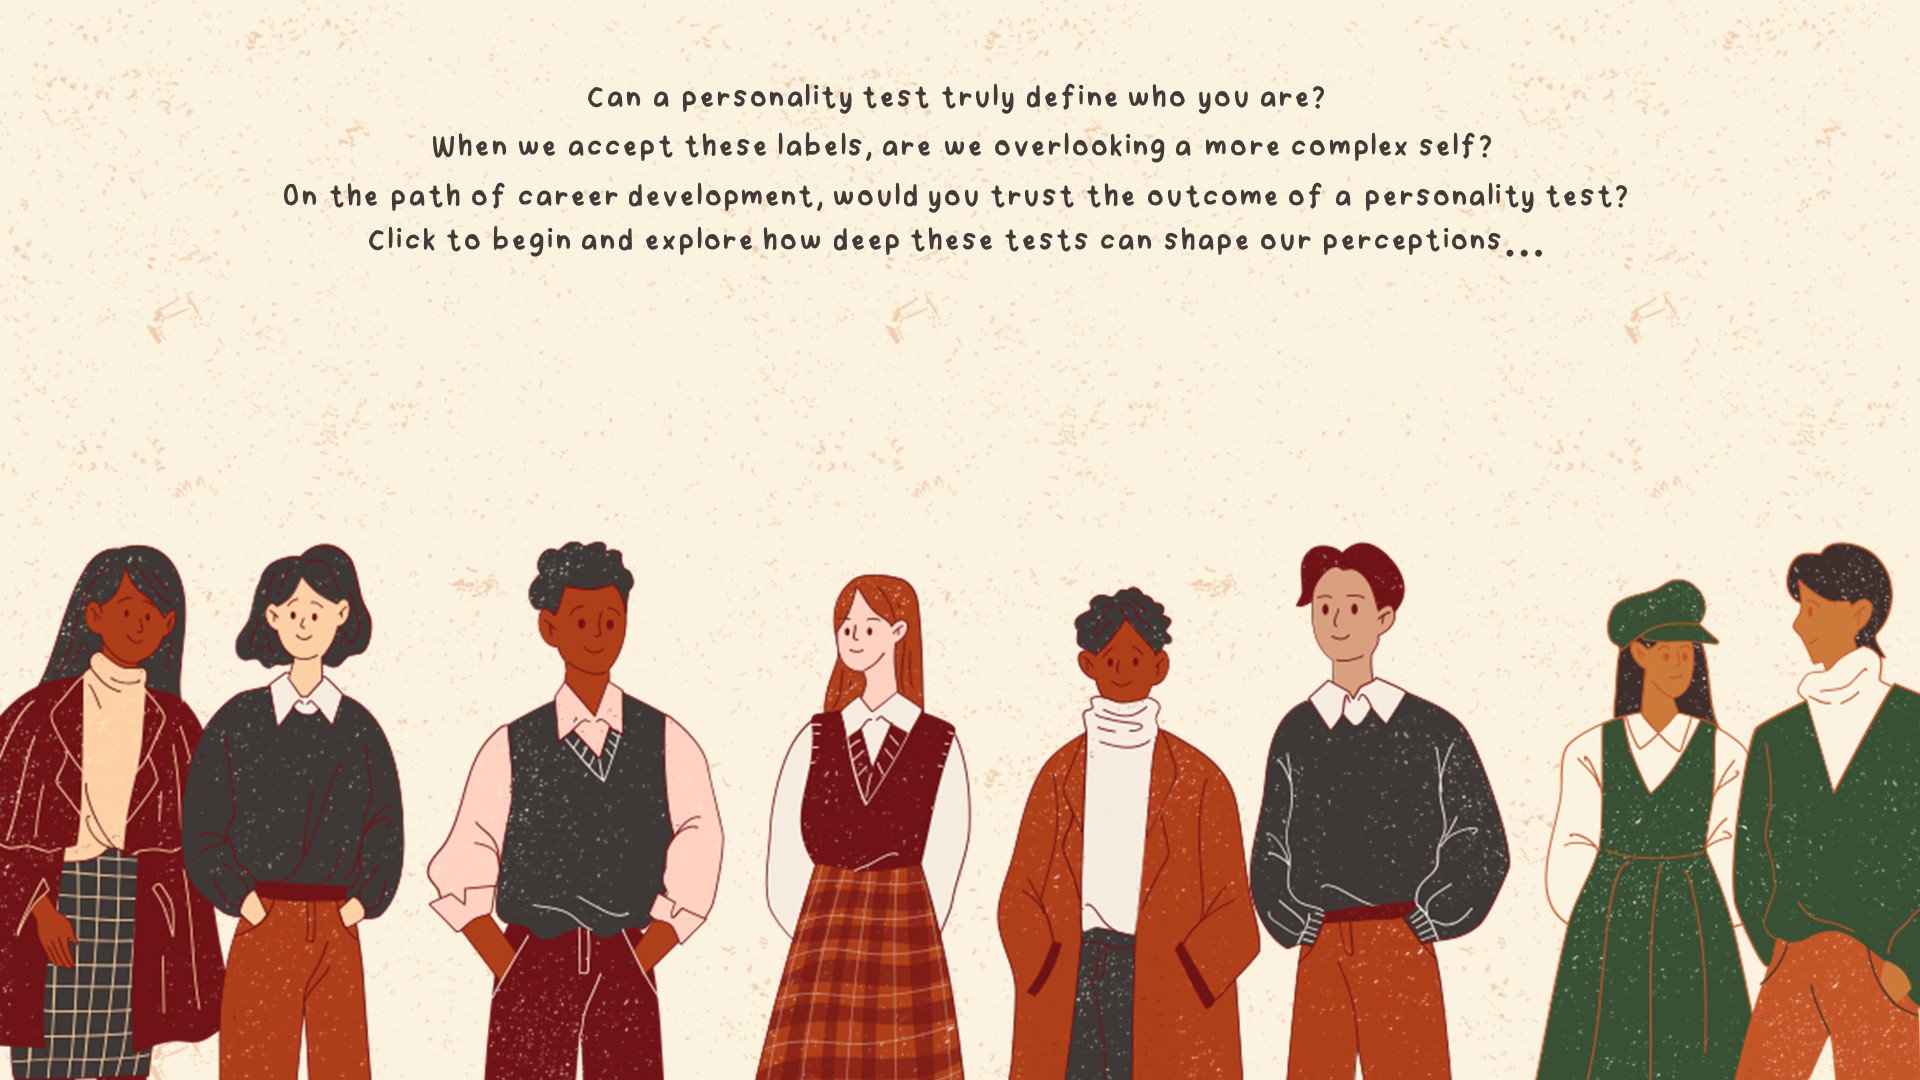 Can a personality test truly define who you are?
When we accept these labels, are we overlooking a more complex self?
On the path of career development, would you trust the outcome of a personality test?
Click to begin and explore how deep these tests can shape our perceptions...